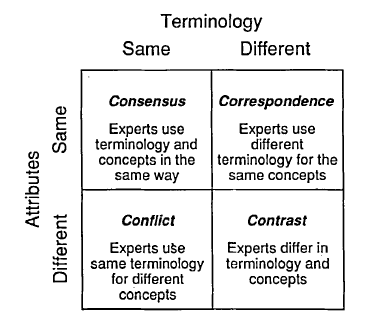 Terminology
Same Different
Attributes
Same
Different
Consensus
Experts use
terminology and
concepts in the
same way
Correspondence
Experts use
different
terminology for the
same concepts
Conflict
Experts use
same terminology
for different
concepts
Contrast
Experts differ in
terminology and
concepts